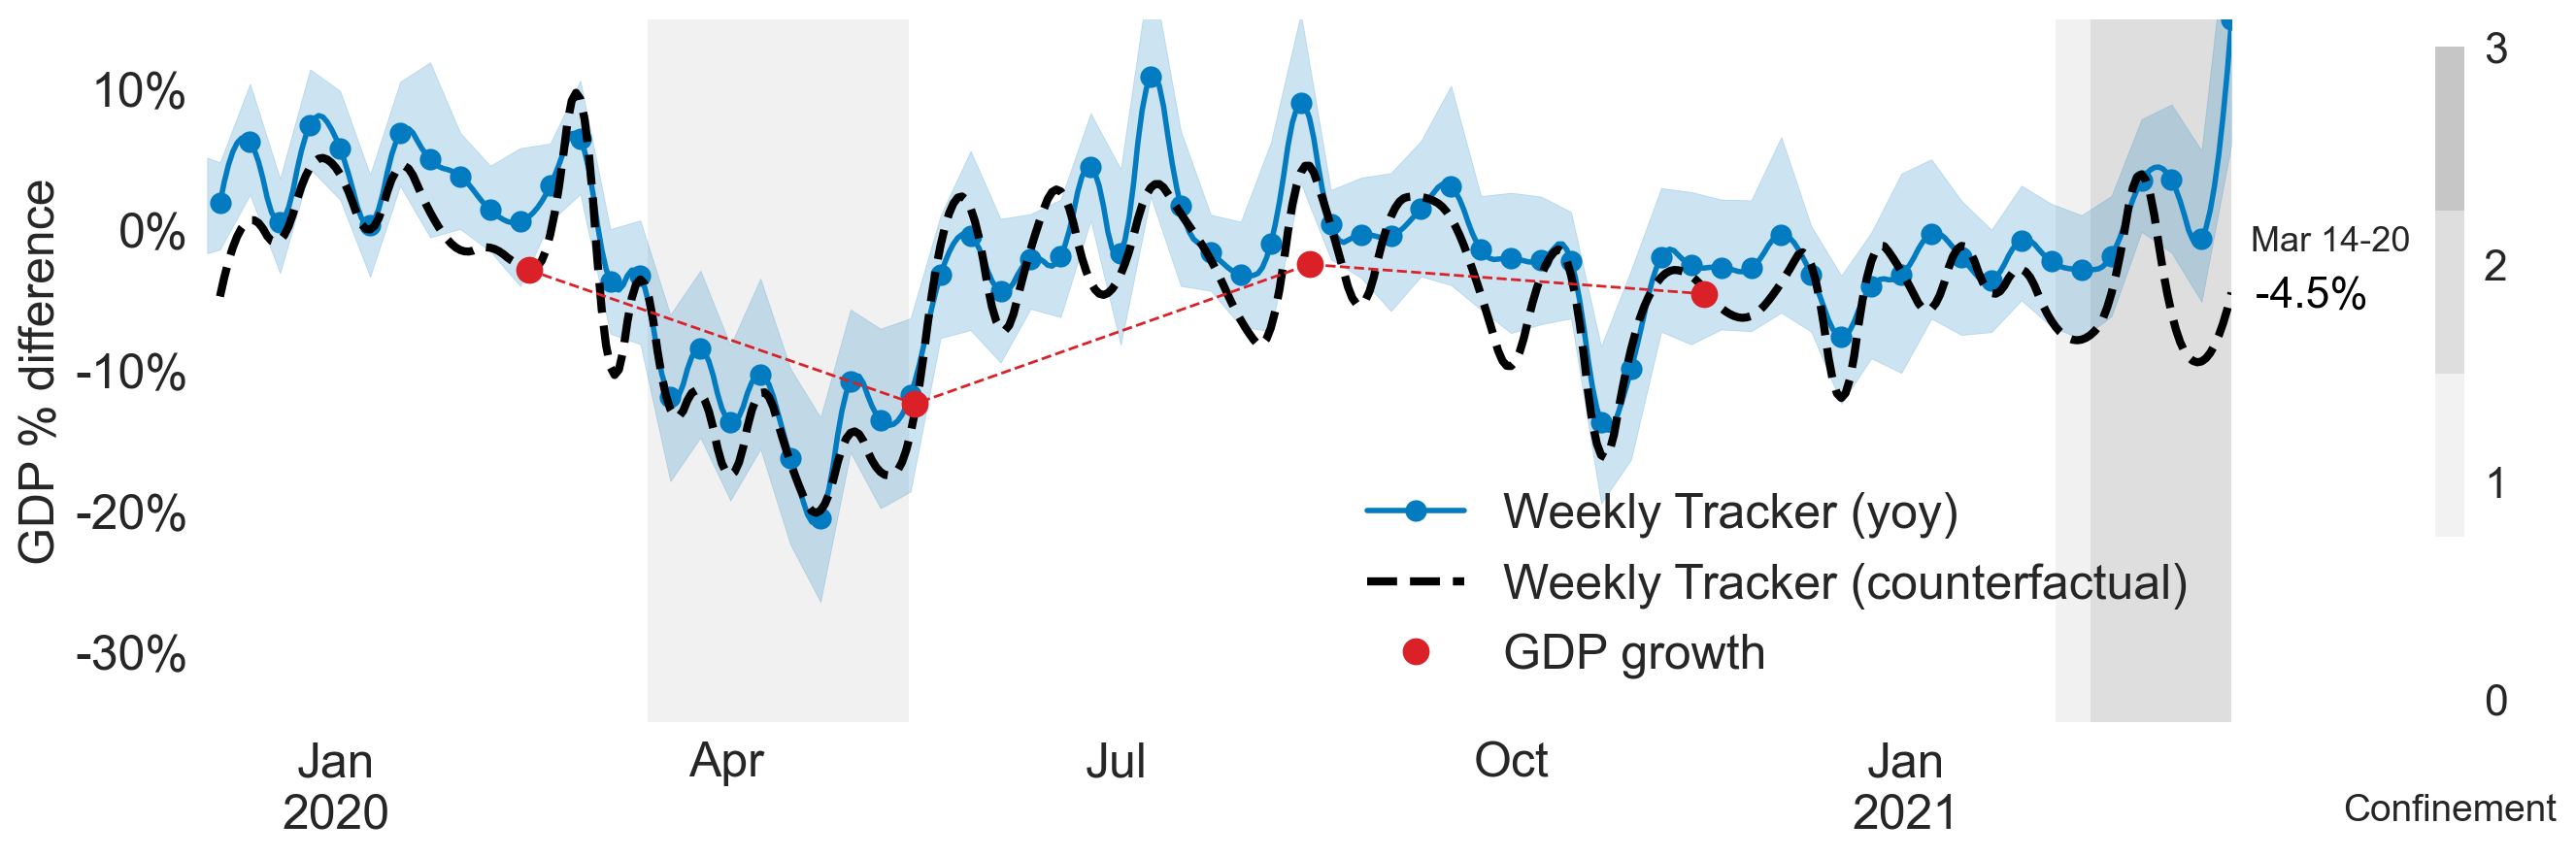 GDP % difference
10%
0%
-10%
-20%
-30%
Jan
2020
Apr
Jul
Oct
Jan
2021
Weekly Tracker (yoy)
Weekly Tracker (counterfactual)
GDP growth
Mar 14-20
-4.5%
3
2
1
0
Confinement